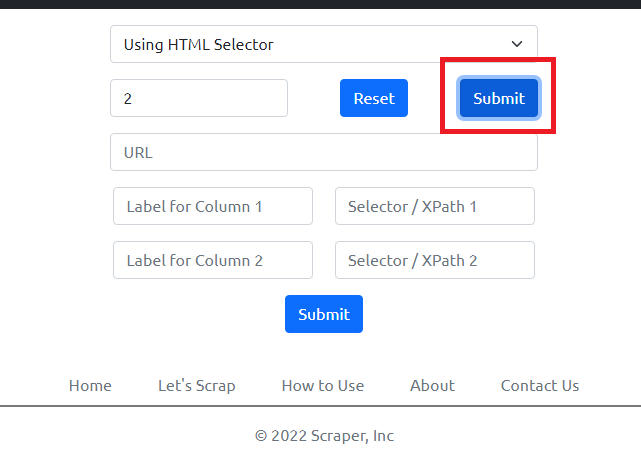 Using HTML Selector
2 Reset Submit
URL
Label for Column 1 Selector / XPath 1
Label for Column 2 Selector / XPath 2
Submit
Home Let's Scrap How to Use About Contact Us
© 2022 Scraper, Inc